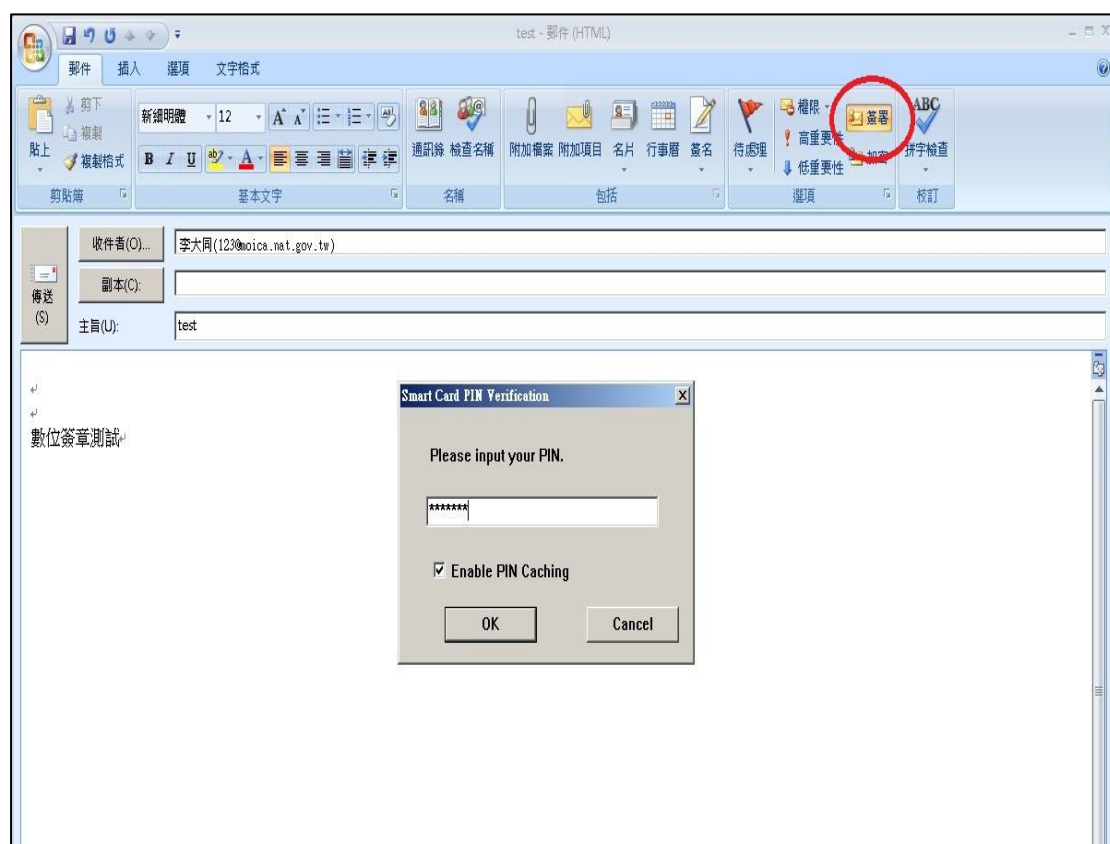 test - 郵件 (HTML)
郵件 插入 選項 文字格式
貼上
剪下
複製
複製格式
剪貼簿
新細明體 12 A A
B I U ab A
基本文字
通訊錄 檢查名稱
名稱
附加檔案 附加項目 名片 行事曆 簽名
包括
待處理
權限
高重要性
低重要性
簽署
加密
選項
ABC
拼字檢查
校訂
傳送
(S)
收件者(O)... 李大同(123@moica.nat.gov.tw)
副本(C):
主旨(U): test
數位簽章測試
Smart Card PIN Verification
Please input your PIN.
*******
Enable PIN Caching
OK Cancel